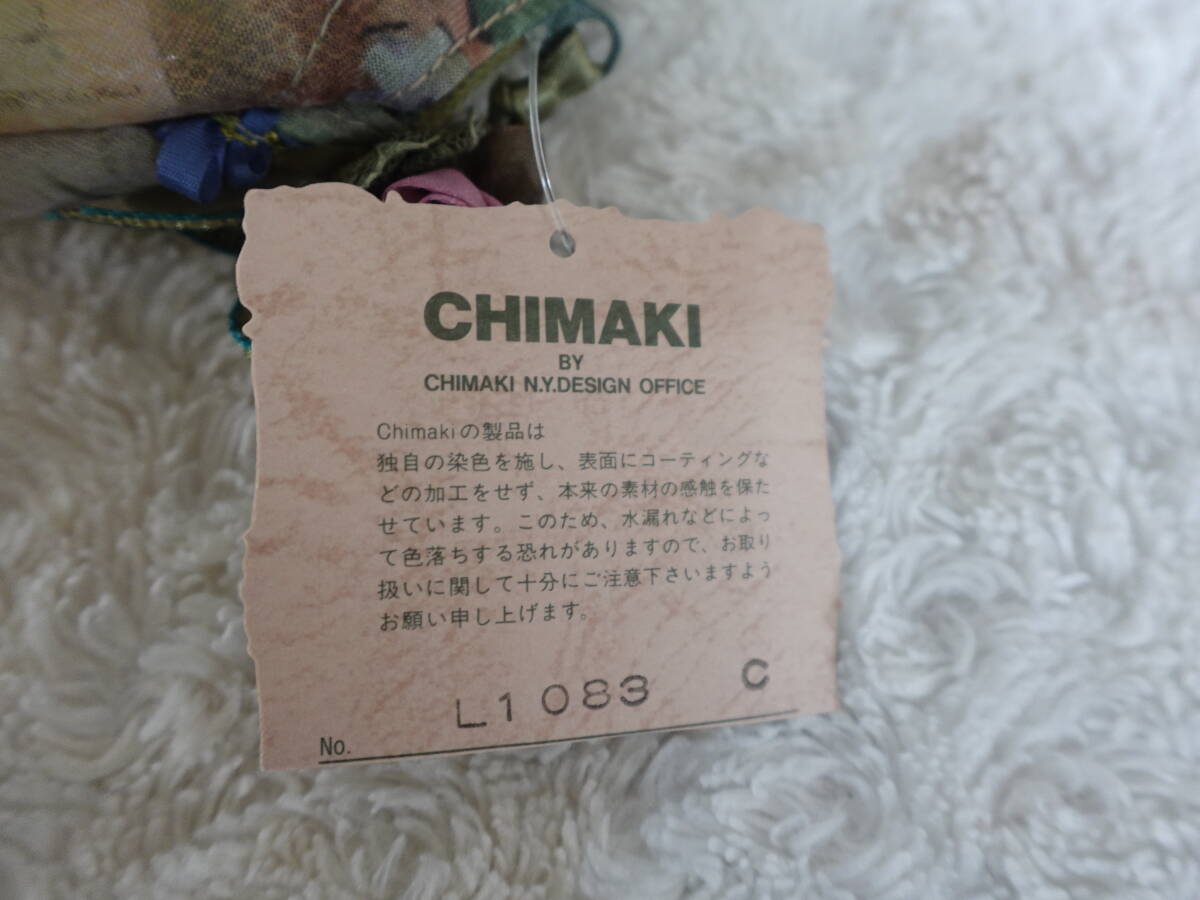 CHIMAKI
BY
CHIMAKI N.Y.DESIGN OFFICE
Chimakiの製品は
独自の染色を施し、表面にコーティングな
どの加工をせず、本来の素材の感触を保た
せています。このため、水漏れなどによっ
て色落ちする恐れがありますので、お取り
扱いに関して十分にご注意下さいますよう
お願い申し上げます。
L1083 C
No.